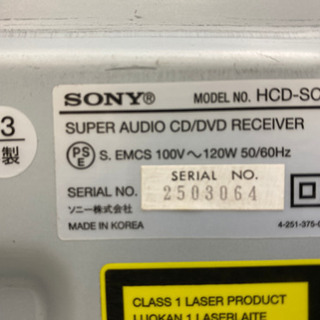 SONY® MODEL NO. HCD-SC
3
製
SUPER AUDIO CD/DVD RECEIVER
PS
E
S. EMCS 100V～120W 50/60Hz
SERIAL NO. SERIAL NO.
2503064
ソニー株式会社
MADE IN KOREA 4-251-375-0
CLASS 1 LASER PRODUCT
LUOKAN 1 LASERLAITE